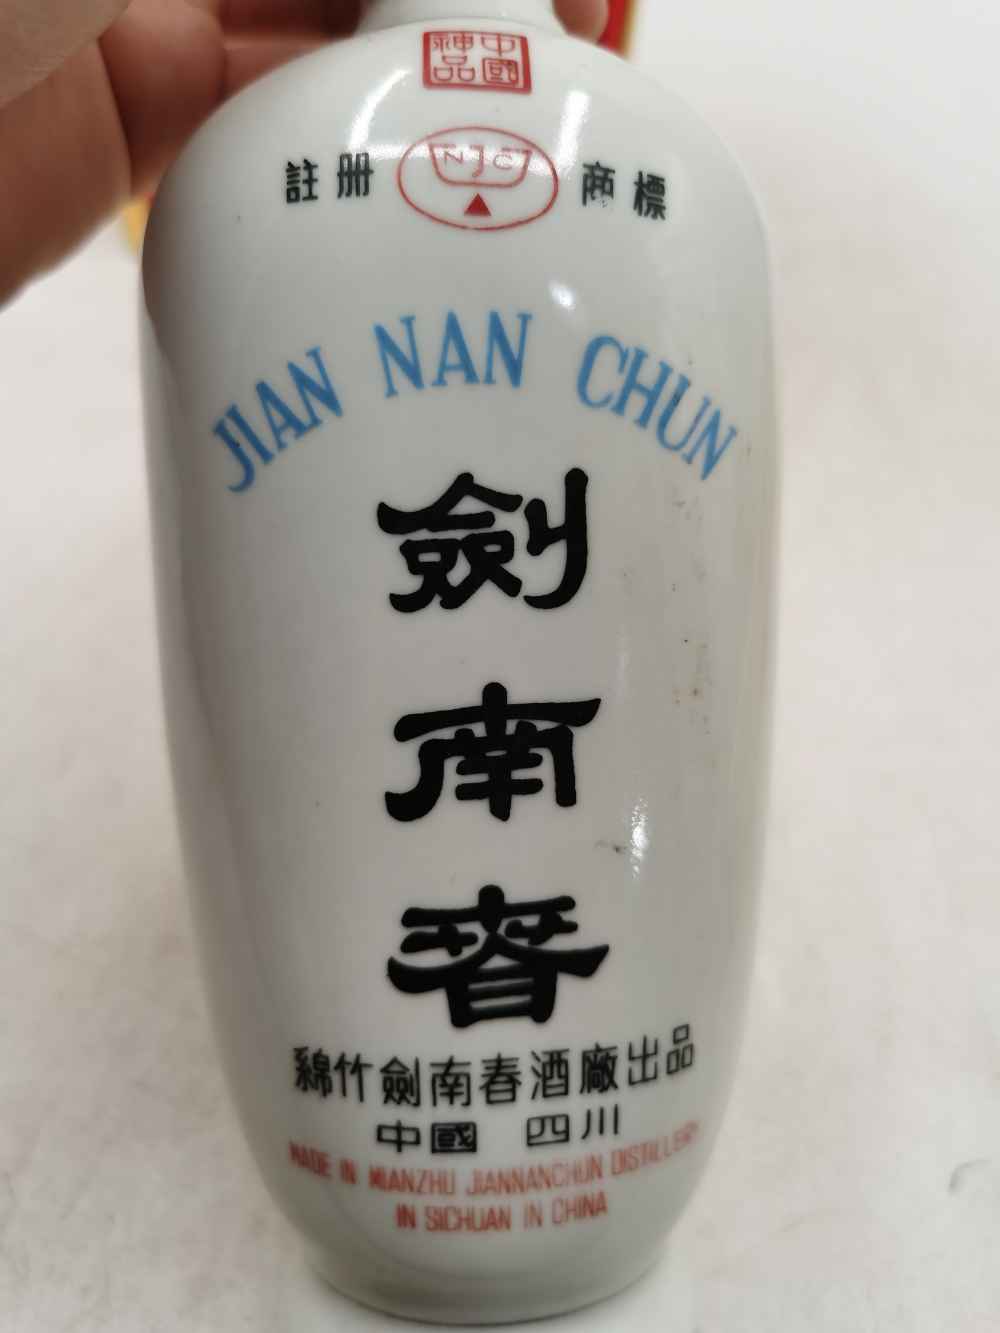 中國
神品
註册 NJC 商標
JIAN NAN CHUN
劍
南
春
綿竹劍南春酒廠出品
中國 四川
MADE IN MIANZHU JIANNANCHUN DISTILLERY
IN SICHUAN IN CHINA